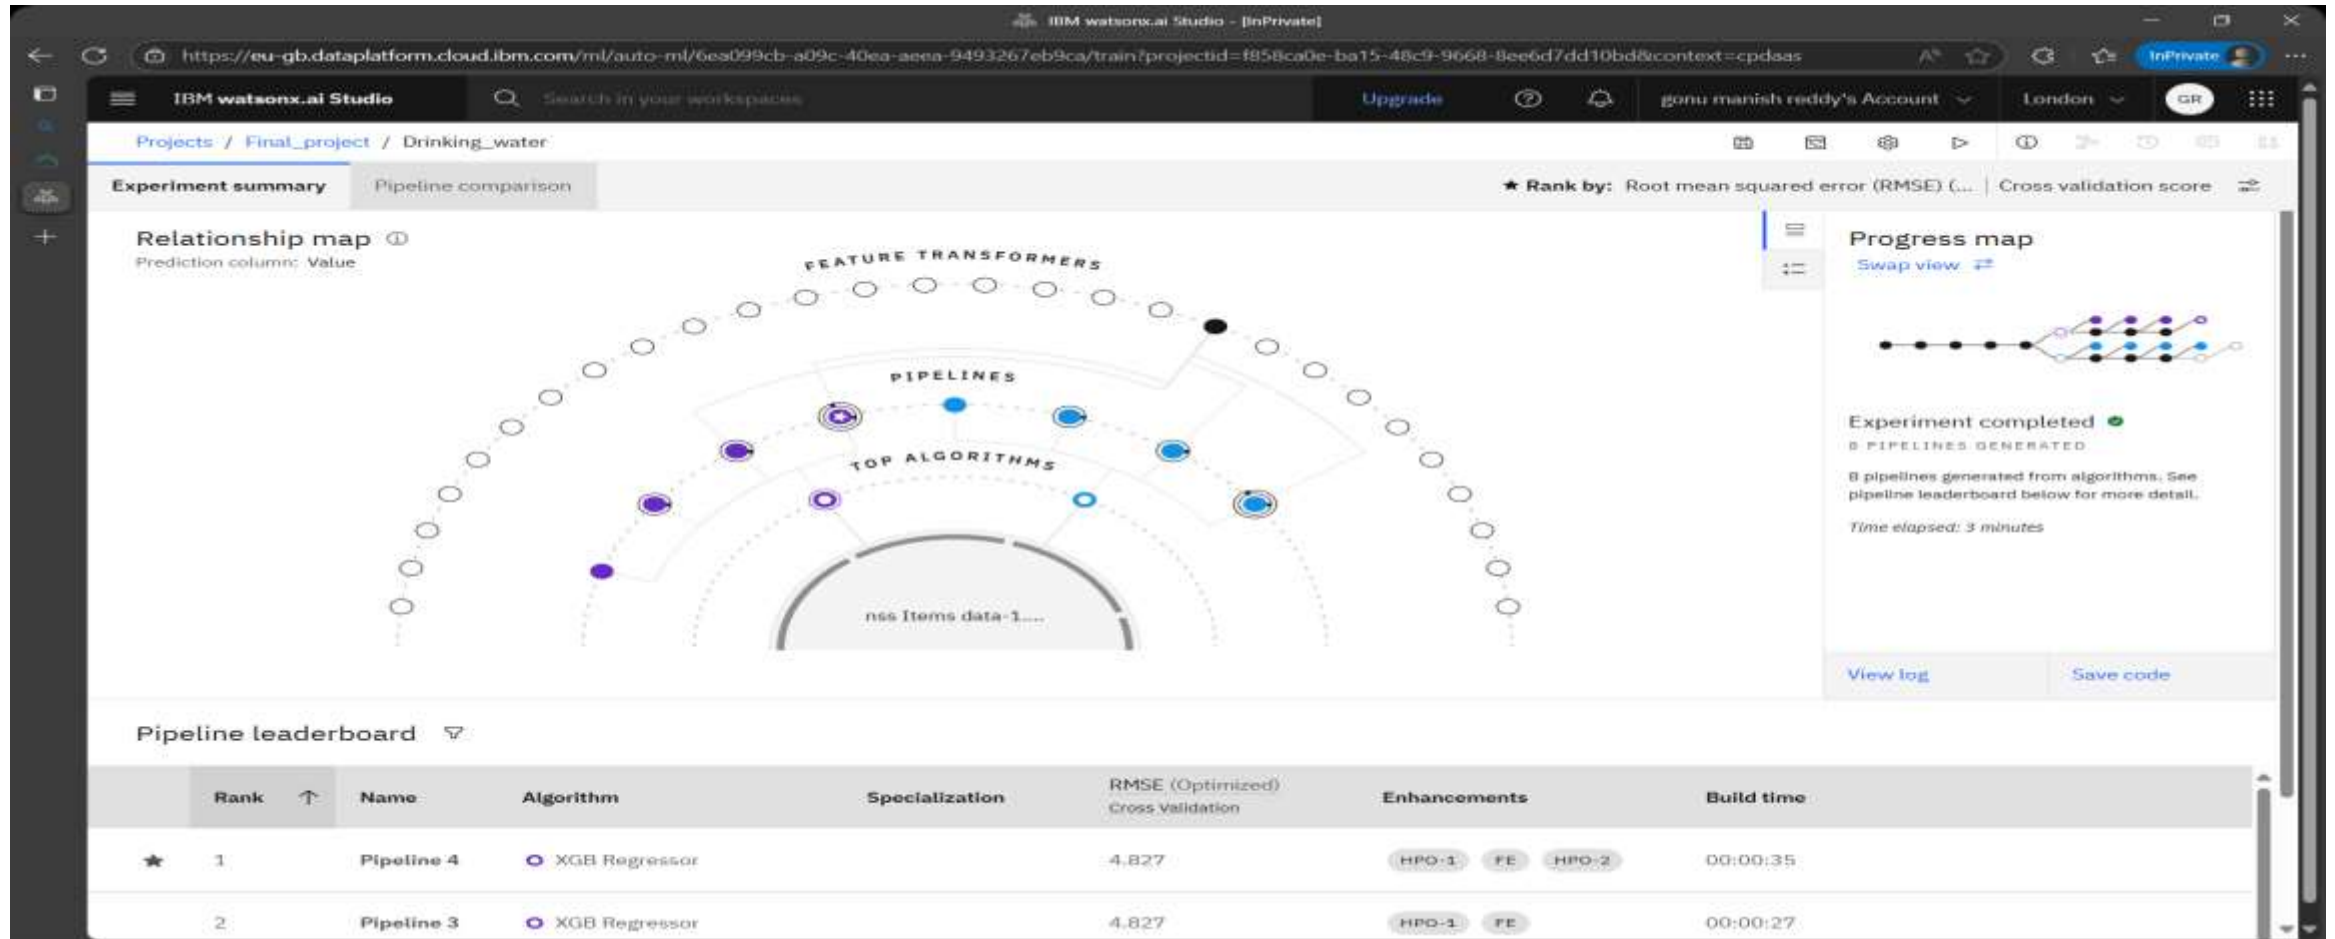 IBM watsonx.ai Studio - [InPrivate]
https://eu-gb.dataplatform.cloud.ibm.com/ml/auto-ml/6ea099cb-a09c-40ea-aeea-9493267eb9ca/train?projectid=f858ca0e-ba15-48c9-9668-8ee6d7dd10bd&context=cpdaas
InPrivate
IBM watsonx.ai Studio
Search in your workspaces
Upgrade
gonu manish reddy's Account
London
GR
Projects / Final_project / Drinking_water
Experiment summary
Pipeline comparison
★ Rank by: Root mean squared error (RMSE) (... | Cross validation score
Relationship map
Prediction column: Value
FEATURE TRANSFORMERS
PIPELINES
TOP ALGORITHMS
nss Items data-1....
Progress map
Swap view
Experiment completed
8 PIPELINES GENERATED
8 pipelines generated from algorithms. See
pipeline leaderboard below for more detail.
Time elapsed: 3 minutes
View log
Save code
Pipeline leaderboard
Rank ↑ Name Algorithm Specialization RMSE (Optimized) Cross Validation Enhancements Build time
★ 1 Pipeline 4 XGB Regressor 4.827 HPO-1 FE HPO-2 00:00:35
2 Pipeline 3 XGB Regressor 4.827 HPO-1 FE 00:00:27